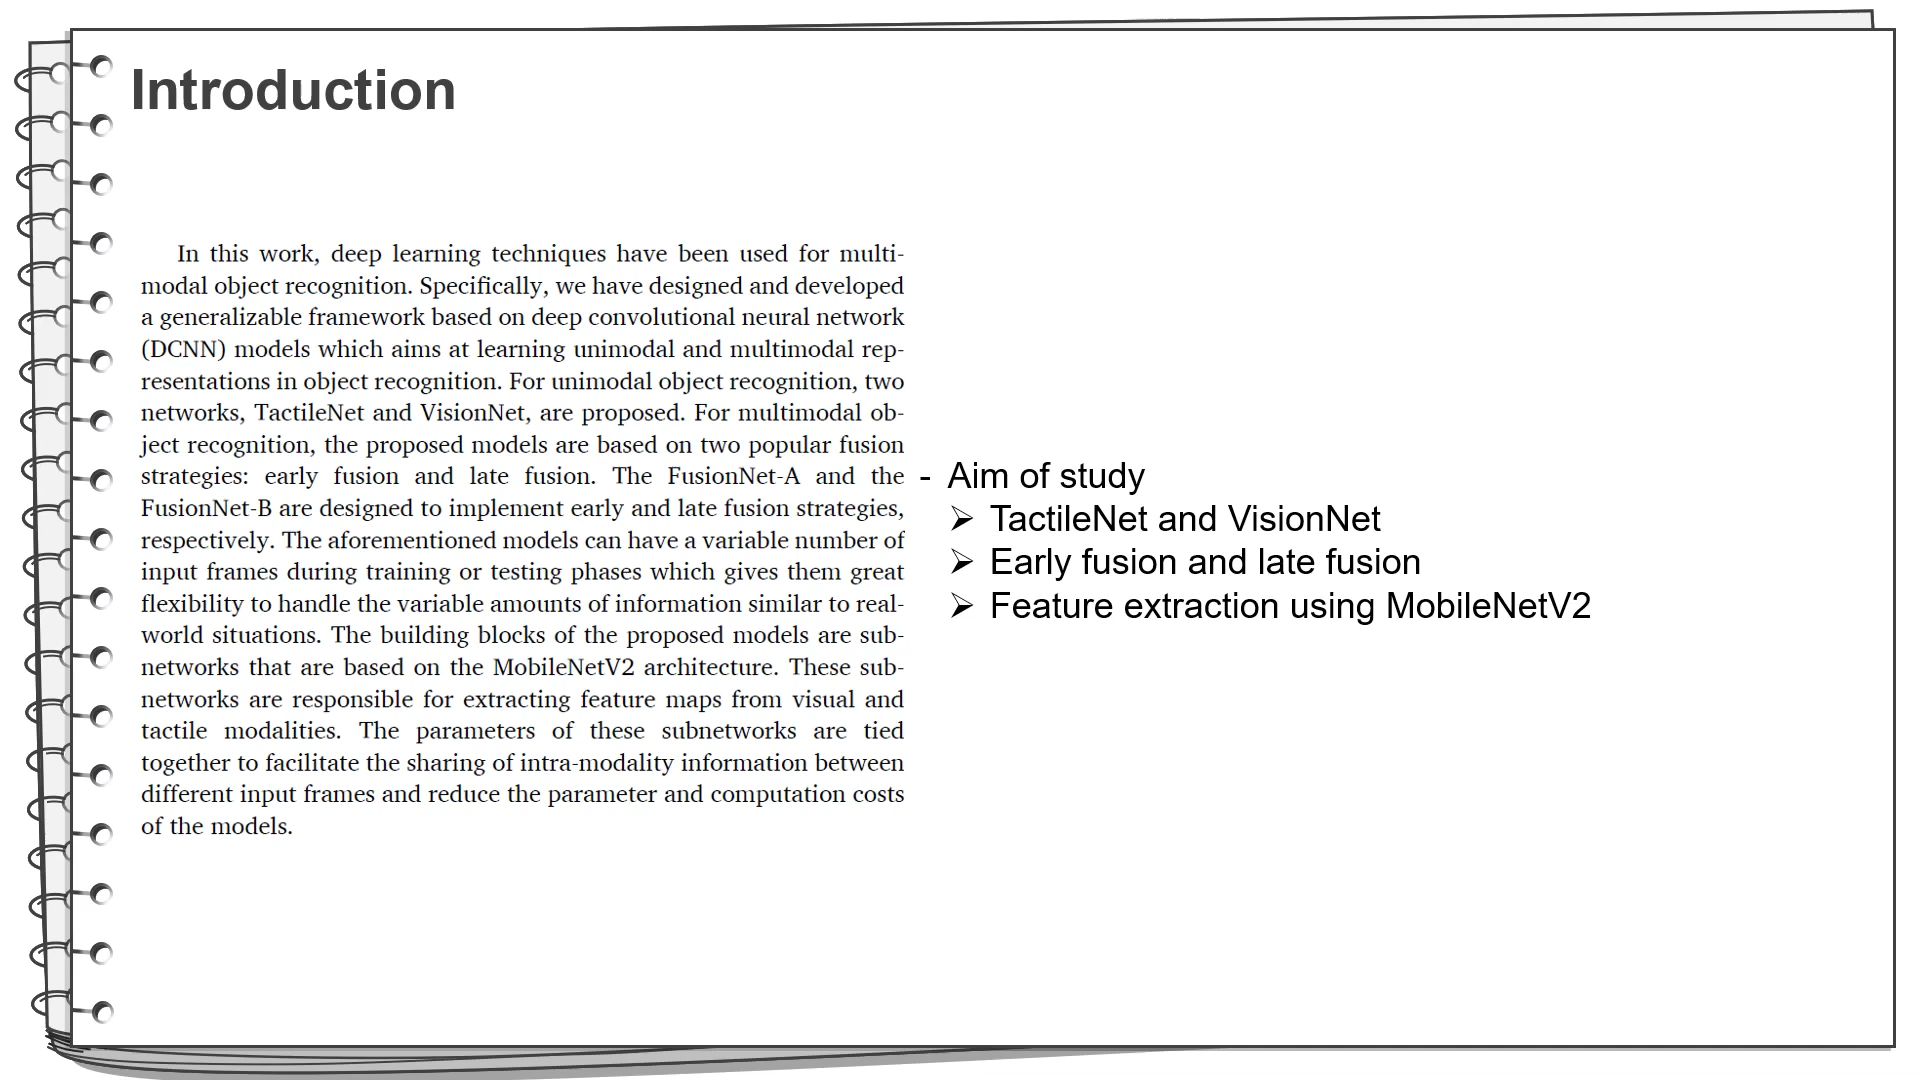 Introduction
In this work, deep learning techniques have been used for multi-
modal object recognition. Specifically, we have designed and developed
a generalizable framework based on deep convolutional neural network
(DCNN) models which aims at learning unimodal and multimodal rep-
resentations in object recognition. For unimodal object recognition, two
networks, TactileNet and VisionNet, are proposed. For multimodal ob-
ject recognition, the proposed models are based on two popular fusion
strategies: early fusion and late fusion. The FusionNet-A and the
FusionNet-B are designed to implement early and late fusion strategies,
respectively. The aforementioned models can have a variable number of
input frames during training or testing phases which gives them great
flexibility to handle the variable amounts of information similar to real-
world situations. The building blocks of the proposed models are sub-
networks that are based on the MobileNetV2 architecture. These sub-
networks are responsible for extracting feature maps from visual and
tactile modalities. The parameters of these subnetworks are tied
together to facilitate the sharing of intra-modality information between
different input frames and reduce the parameter and computation costs
of the models.
- Aim of study
➢ TactileNet and VisionNet
➢ Early fusion and late fusion
➢ Feature extraction using MobileNetV2